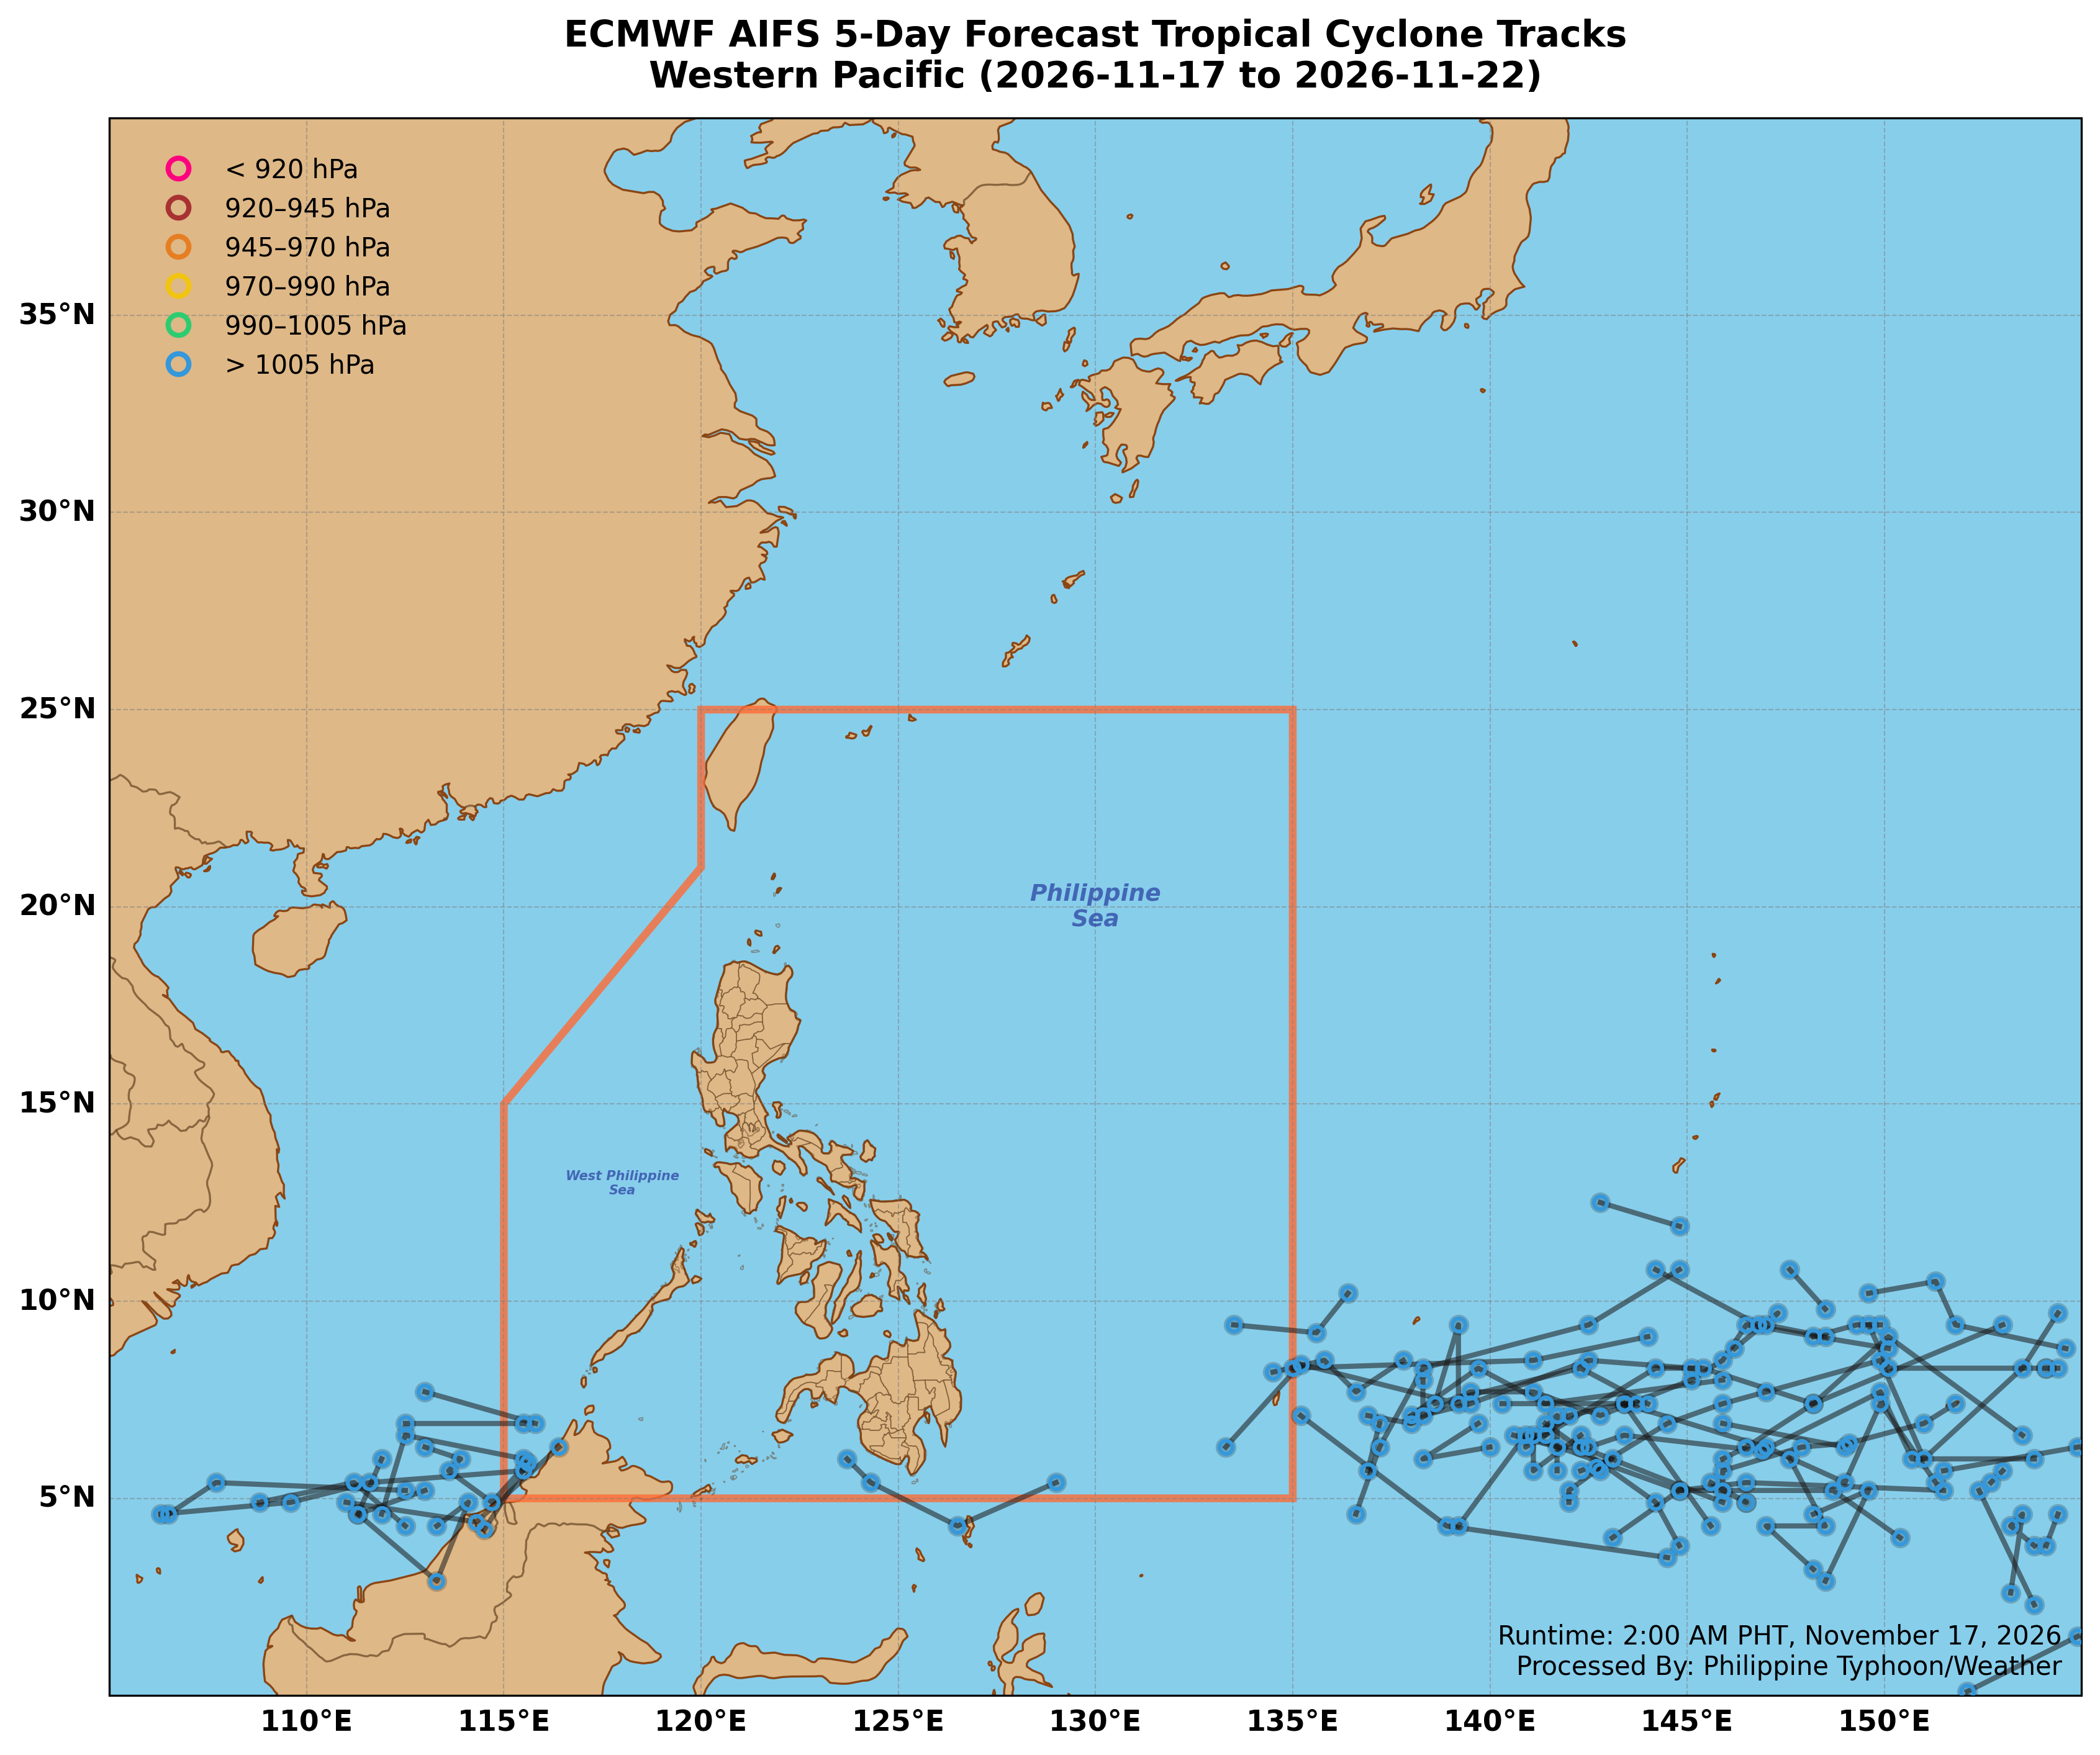 ECMWF AIFS 5-Day Forecast Tropical Cyclone Tracks
Western Pacific (2026-11-17 to 2026-11-22)
< 920 hPa
920–945 hPa
945–970 hPa
970–990 hPa
990–1005 hPa
> 1005 hPa
35°N
30°N
25°N
20°N
15°N
10°N
5°N
Philippine
Sea
West Philippine
Sea
Runtime: 2:00 AM PHT, November 17, 2026
Processed By: Philippine Typhoon/Weather
110°E 115°E 120°E 125°E 130°E 135°E 140°E 145°E 150°E